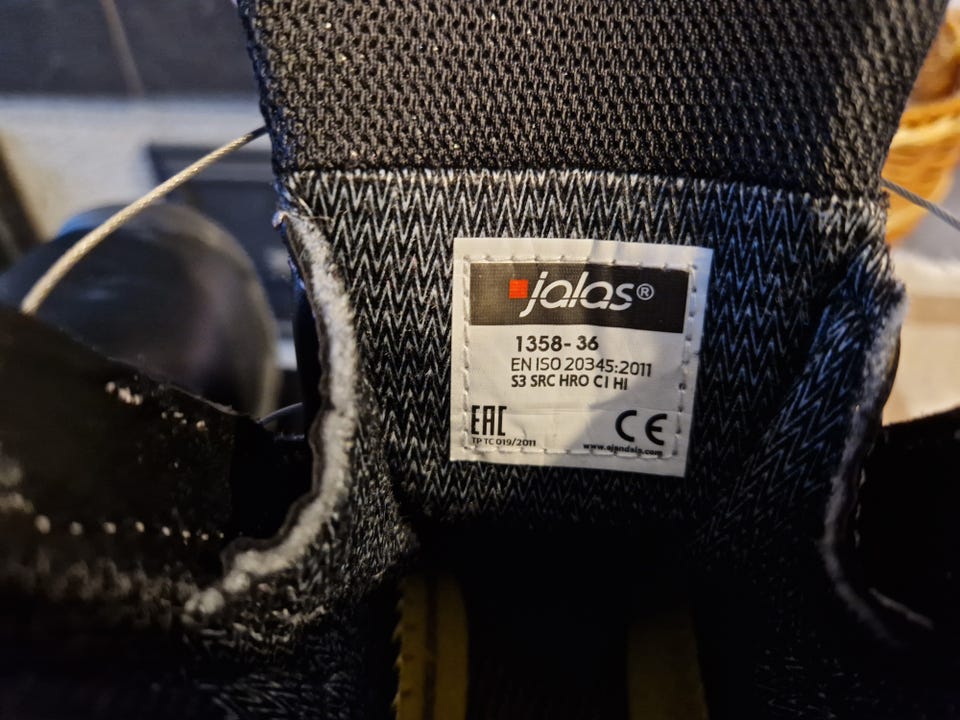 jalas®
1358-36
EN ISO 20345:2011
S3 SRC HRO CI HI
EAC
TP TC 019/2011
CE
www.ejendals.com